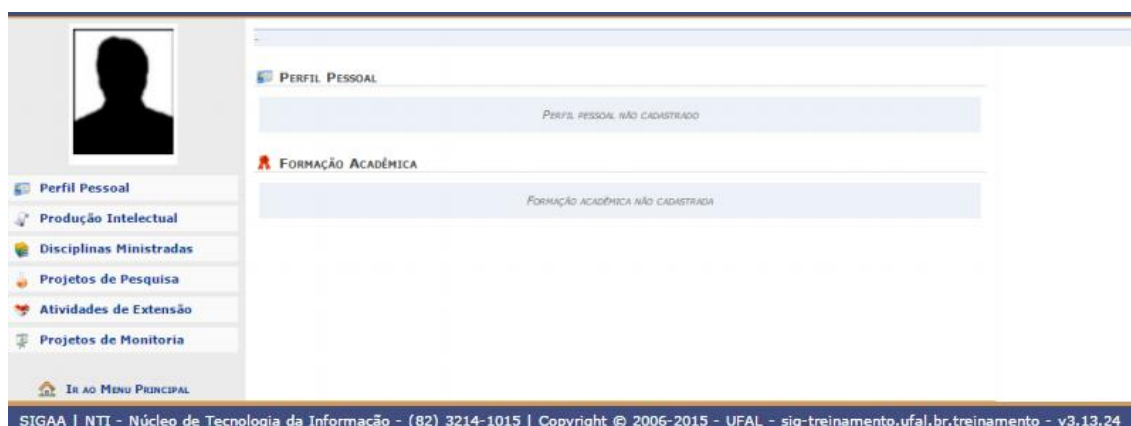 PERFIL PESSOAL
PERFIL PESSOAL NÃO CADASTRADO
FORMAÇÃO ACADÊMICA
FORMAÇÃO ACADÊMICA NÃO CADASTRADA
Perfil Pessoal
Produção Intelectual
Disciplinas Ministradas
Projetos de Pesquisa
Atividades de Extensão
Projetos de Monitoria
IR AO MENU PRINCIPAL
SIGAA | NTI - Núcleo de Tecnologia da Informação - (82) 3214-1015 | Copyright © 2006-2015 - UFAL - sig-treinamento.ufal.br.treinamento - v3.13.24